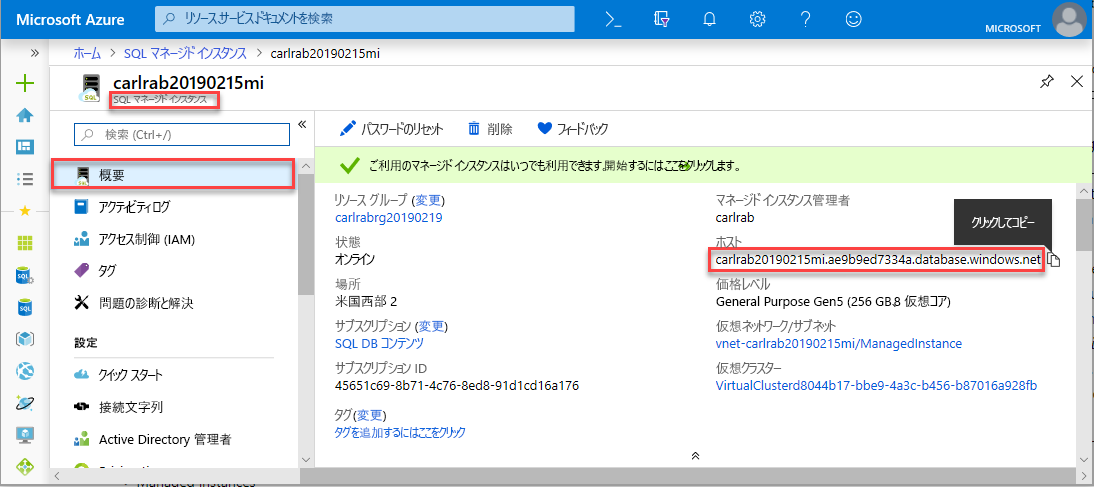 Microsoft Azure
リソース サービス ドキュメントを検索
MICROSOFT
ホーム > SQL マネージド インスタンス > carlrab20190215mi
carlrab20190215mi
SQL マネージド インスタンス
検索 (Ctrl+/)
概要
アクティビティ ログ
アクセス制御 (IAM)
タグ
問題の診断と解決
設定
クイック スタート
接続文字列
Active Directory 管理者
パスワードのリセット
削除
フィードバック
ご利用のマネージド インスタンスはいつでも利用できます。開始するには ここをクリックします。
リソース グループ (変更)
carlrabrg20190219
状態
オンライン
場所
米国西部 2
サブスクリプション (変更)
SQL DB コンテンツ
サブスクリプション ID
45651c69-8b71-4c76-8ed8-91d1cd16a176
タグ(変更)
タグを追加するにはここをクリック
マネージド インスタンス管理者
carlrab
クリックしてコピー
ホスト
carlrab20190215mi.ae9b9ed7334a.database.windows.net
価格レベル
General Purpose Gen5 (256 GB,8 仮想コア)
仮想ネットワーク/サブネット
vnet-carlrab20190215mi/ManagedInstance
仮想クラスター
VirtualClusterd8044b17-bbe9-4a3c-b456-b87016a928fb